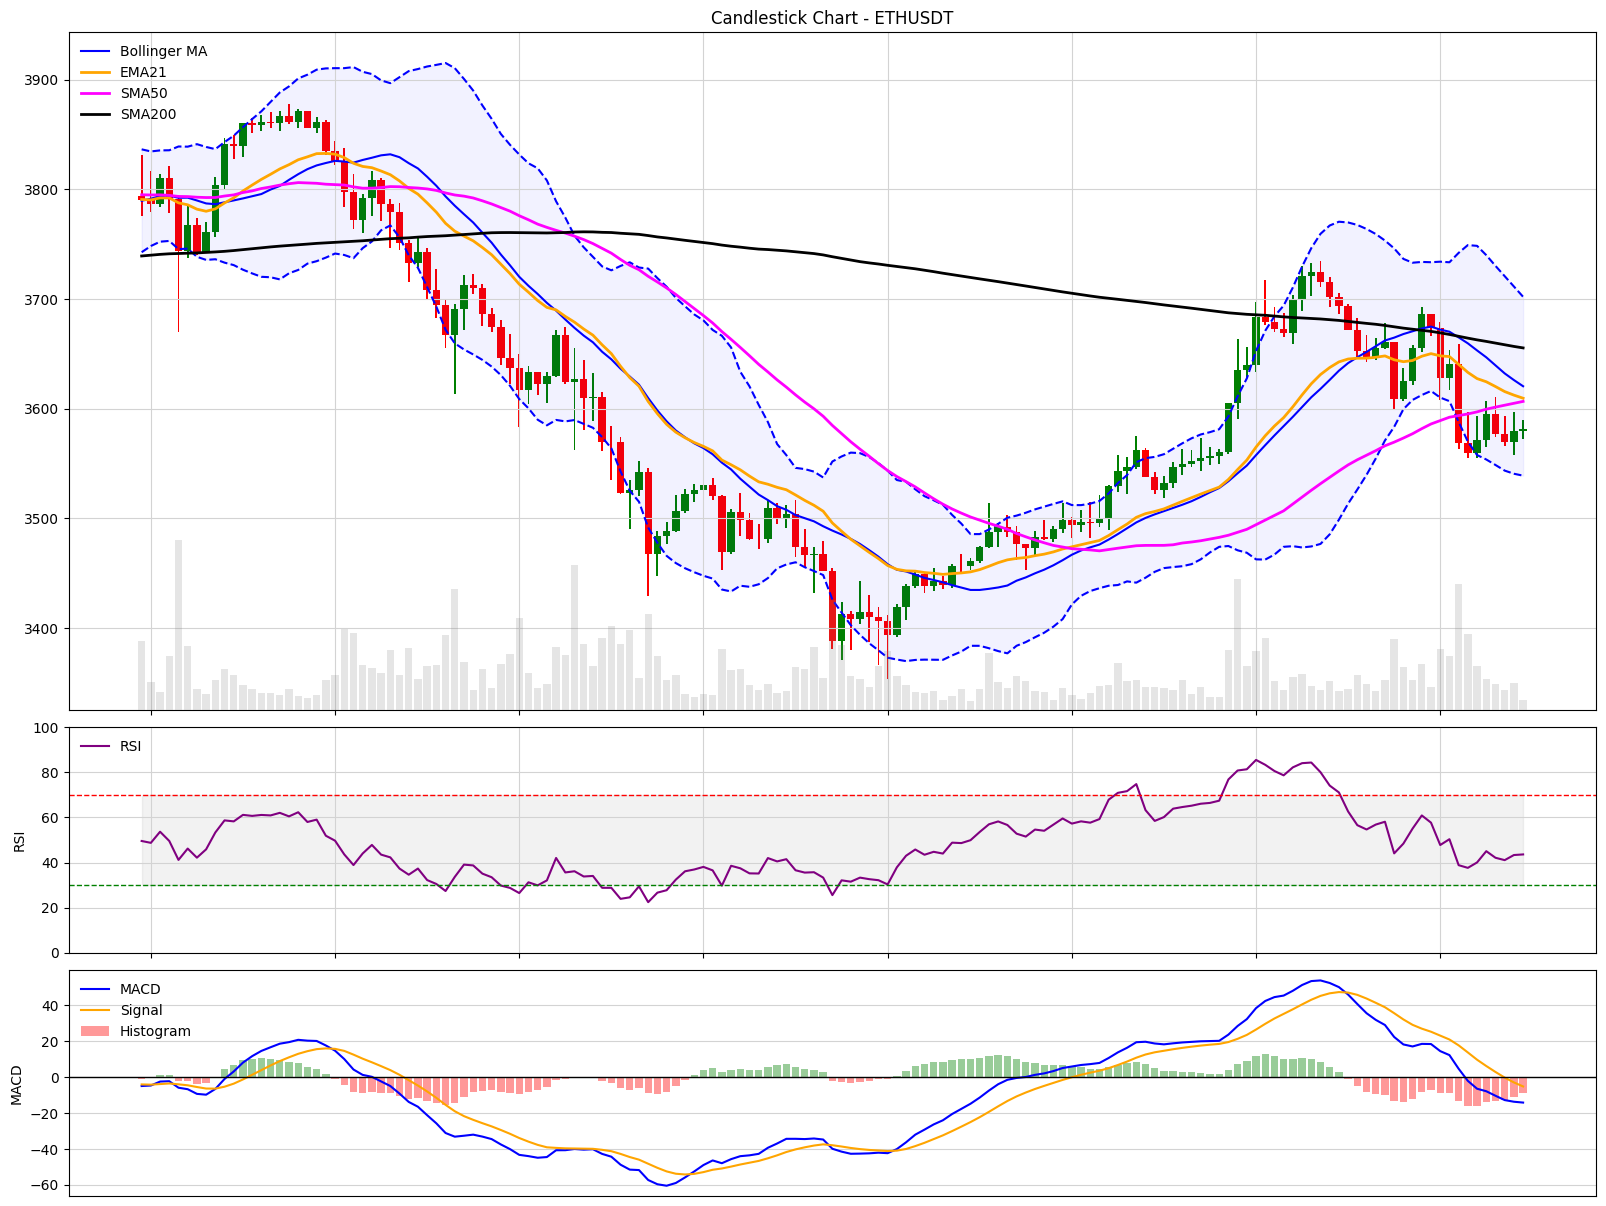 Candlestick Chart - ETHUSDT
Bollinger MA
EMA21
SMA50
SMA200
3900
3800
3700
3600
3500
3400
RSI
100
80
60
40
20
0
RSI
MACD
Signal
Histogram
40
20
0
−20
−40
−60
MACD